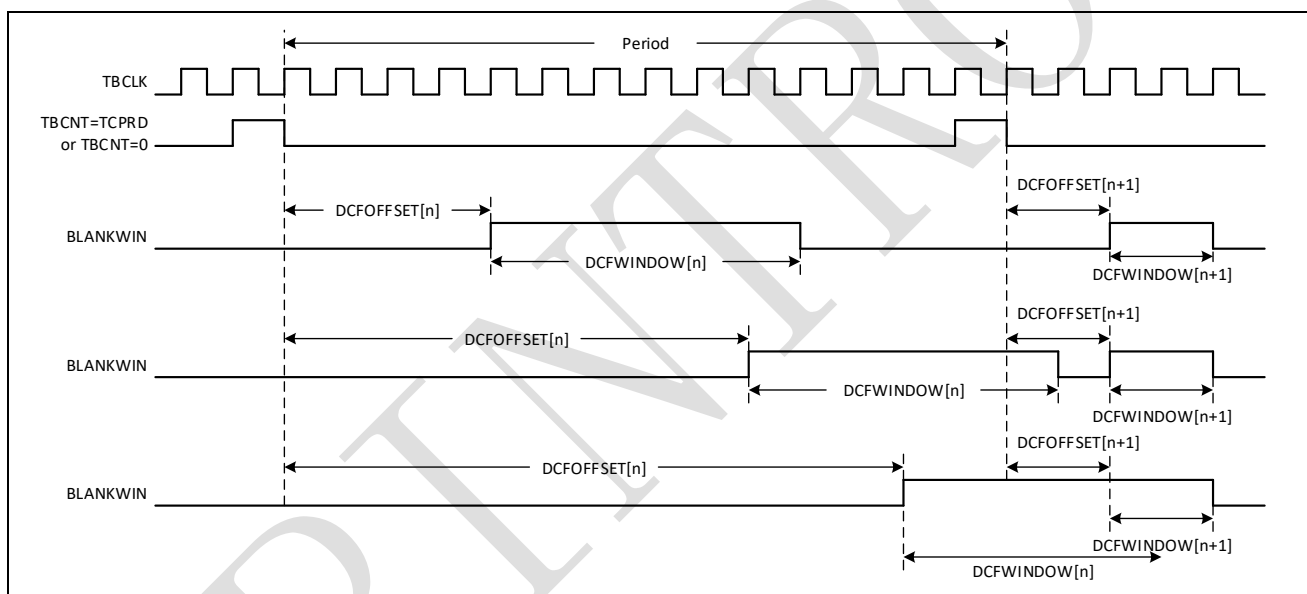 Period
TBCLK
TBCNT=TCPRD
or TBCNT=0
DCFOFFSET[n+1]
DCFOFFSET[n]
BLANKWIN
DCFWINDOW[n]
DCFWINDOW[n+1]
DCFOFFSET[n+1]
DCFOFFSET[n]
BLANKWIN
DCFWINDOW[n]
DCFWINDOW[n+1]
DCFOFFSET[n+1]
DCFOFFSET[n]
BLANKWIN
DCFWINDOW[n+1]
DCFWINDOW[n]